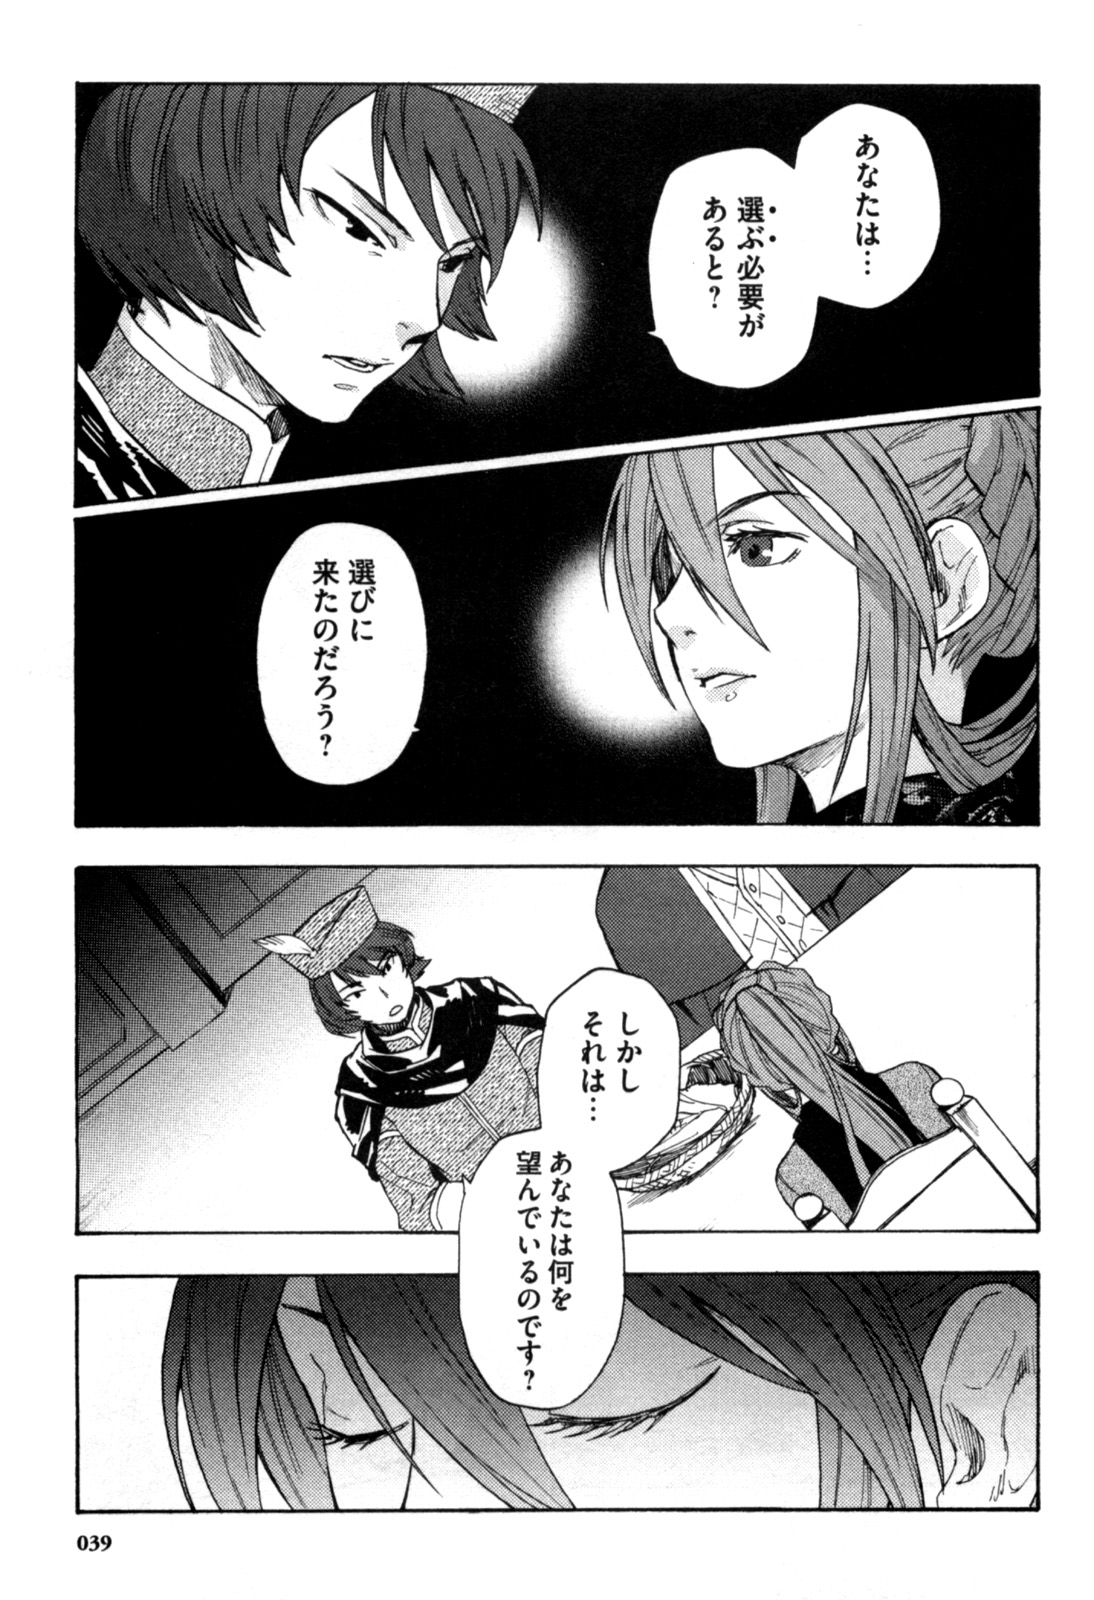 あなたは…
選ぶ必要が
あると?
選びに
来たのだろう?
しかし
それは…
あなたは何を
望んでいるのです?
039